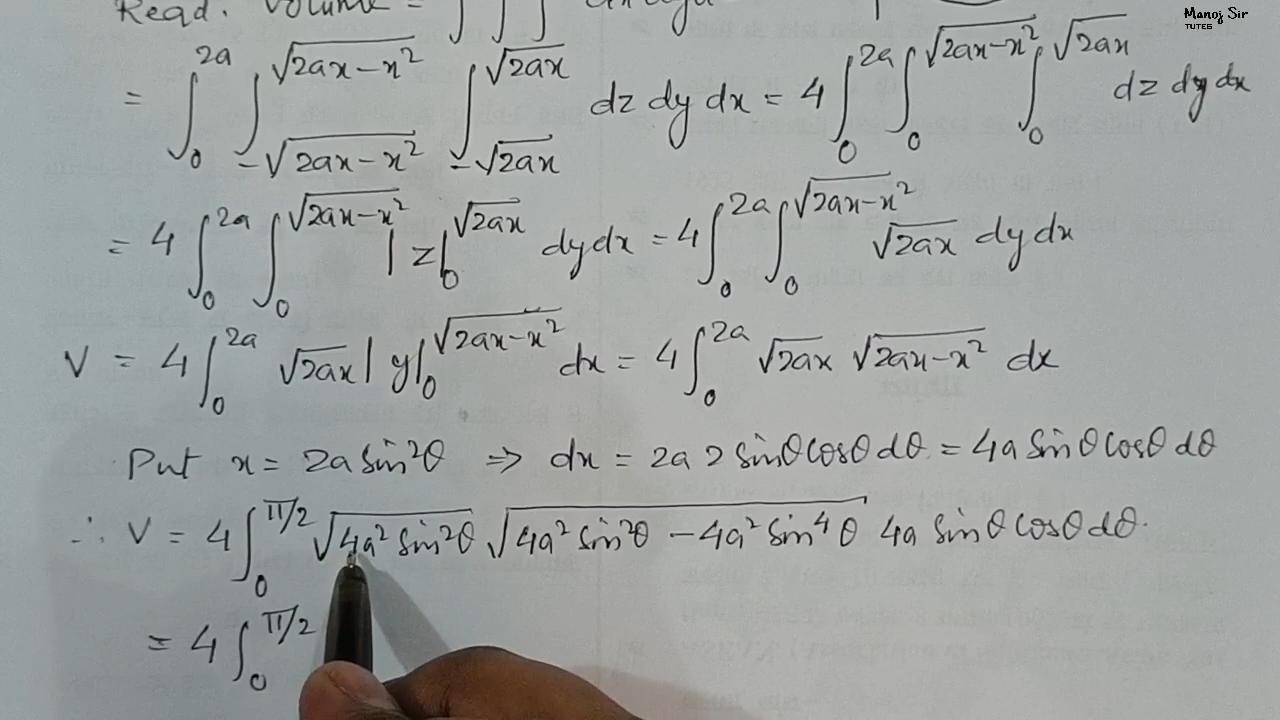 Manoj Sir
TUTES
Read. Volume = ∫∫∫
= ∫₀^{2a} ∫_{-√(2ax-x²)}^{√(2ax-x²)} ∫_{-√(2ax)}^{√(2ax)} dz dy dx = 4 ∫₀^{2a} ∫₀^{√(2ax-x²)} ∫₀^{√(2ax)} dz dy dx
= 4 ∫₀^{2a} ∫₀^{√(2ax-x²)} |z|₀^{√(2ax)} dy dx = 4 ∫₀^{2a} ∫₀^{√(2ax-x²)} √(2ax) dy dx
V = 4 ∫₀^{2a} √(2ax) |y|₀^{√(2ax-x²)} dx = 4 ∫₀^{2a} √(2ax) √(2ax-x²) dx
Put x = 2a sin²θ ⇒ dx = 2a 2 sinθ cosθ dθ = 4a sinθ cosθ dθ
∴ V = 4 ∫₀^{π/2} √(4a² sin²θ) √(4a² sin²θ - 4a² sin⁴θ) 4a sinθ cosθ dθ.
= 4 ∫₀^{π/2}